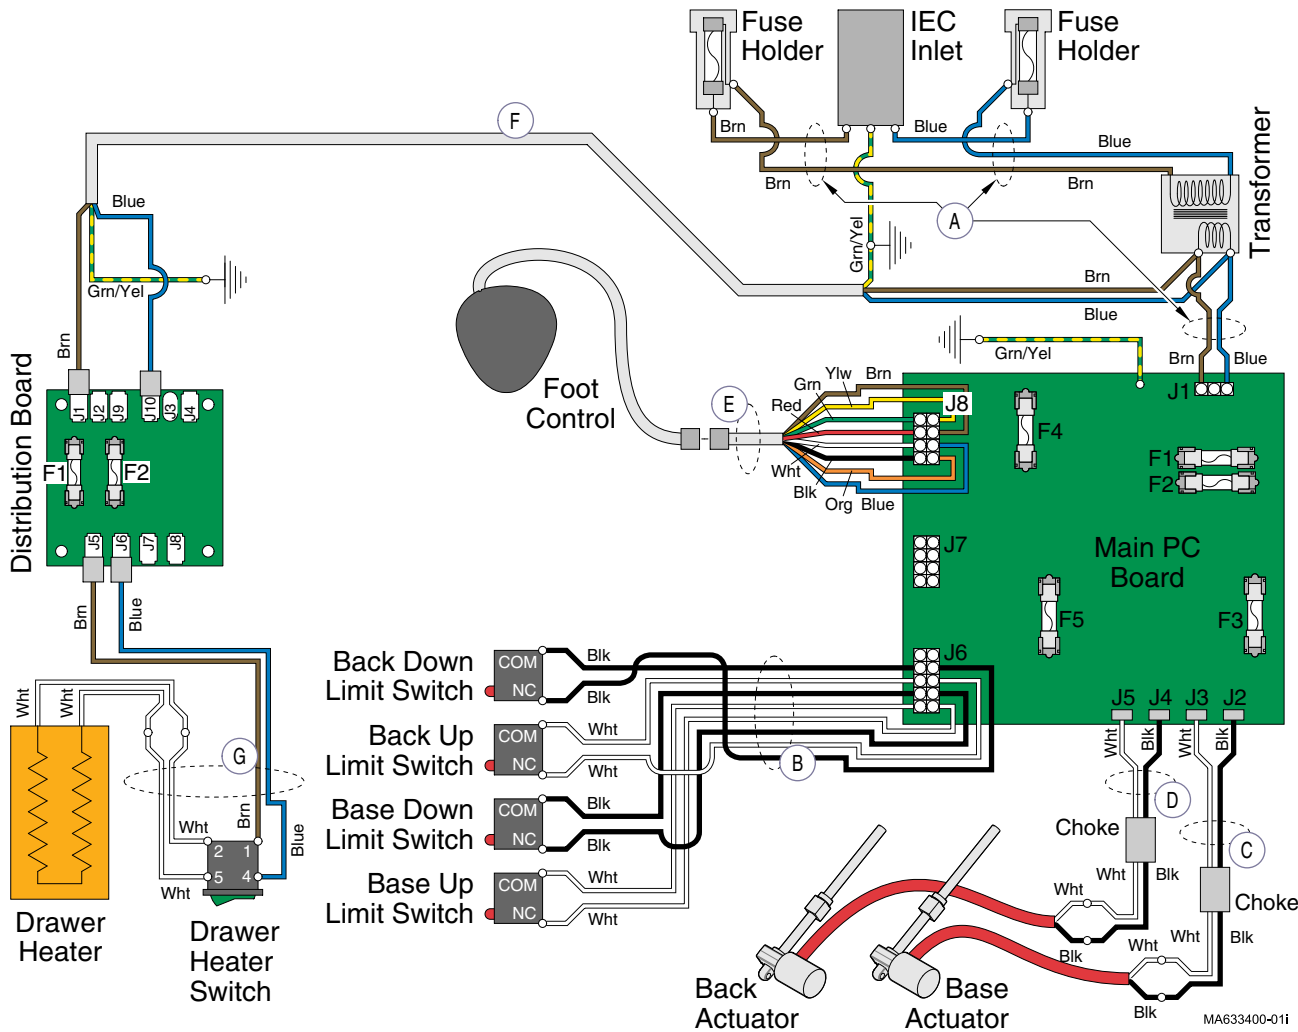 Fuse
Holder
IEC
Inlet
Fuse
Holder
Brn
Blue
Blue
Brn
Brn
Transformer
F
A
Blue
Grn/Yel
Grn/Yel
Brn
Blue
Brn
Grn/Yel
Brn
Blue
Distribution Board
J1
J2
J9
J10
J3
J4
F1
F2
J5
J6
J7
J8
Foot
Control
E
Grn
Ylw
Brn
Red
Wht
Blk
Org
Blue
J8
J1
F4
F1
F2
J7
Main PC
Board
F5
F3
J6
J5
J4
J3
J2
Brn
Blue
Back Down
Limit Switch
COM
NC
Blk
Blk
Back Up
Limit Switch
COM
NC
Wht
Wht
Base Down
Limit Switch
COM
NC
Blk
Blk
Base Up
Limit Switch
COM
NC
Wht
Wht
B
Wht
Blk
Wht
Blk
D
C
Choke
Choke
Wht
Blk
Wht
Wht
Blk
Blk
Blk
Wht
Wht
G
Wht
Brn
Blue
2
1
5
4
Wht
Drawer
Heater
Drawer
Heater
Switch
Back
Actuator
Base
Actuator
MA633400-01i